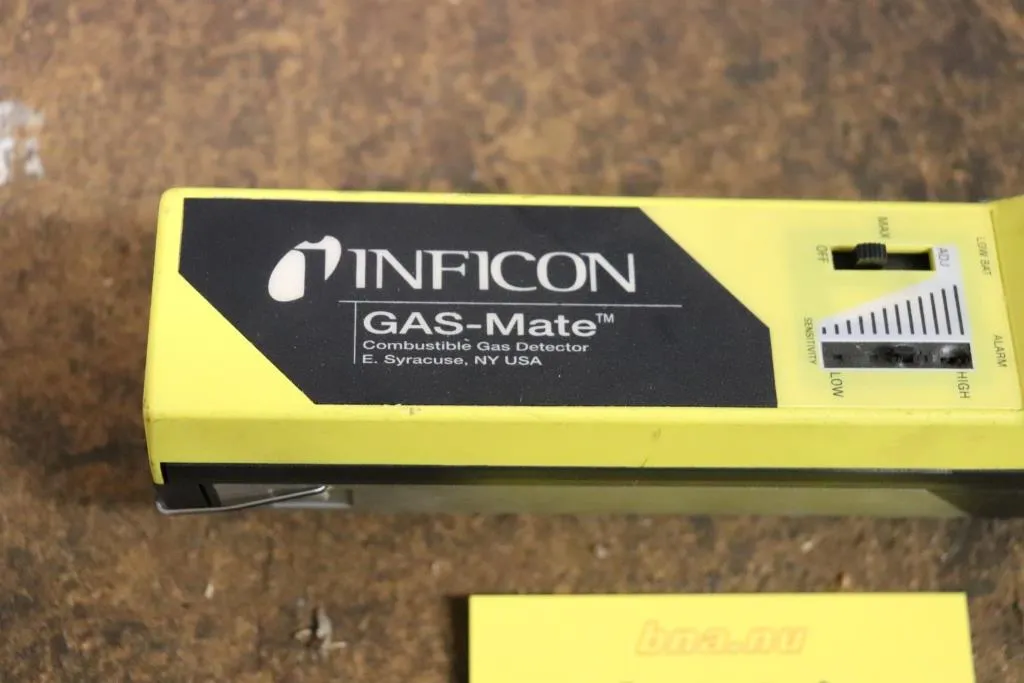 INFICON
GAS-Mate™
Combustible Gas Detector
E. Syracuse, NY USA
OFF
MAX
ADJ
LOW BAT
SENSITIVITY
LOW
HIGH
ALARM
bna.nu